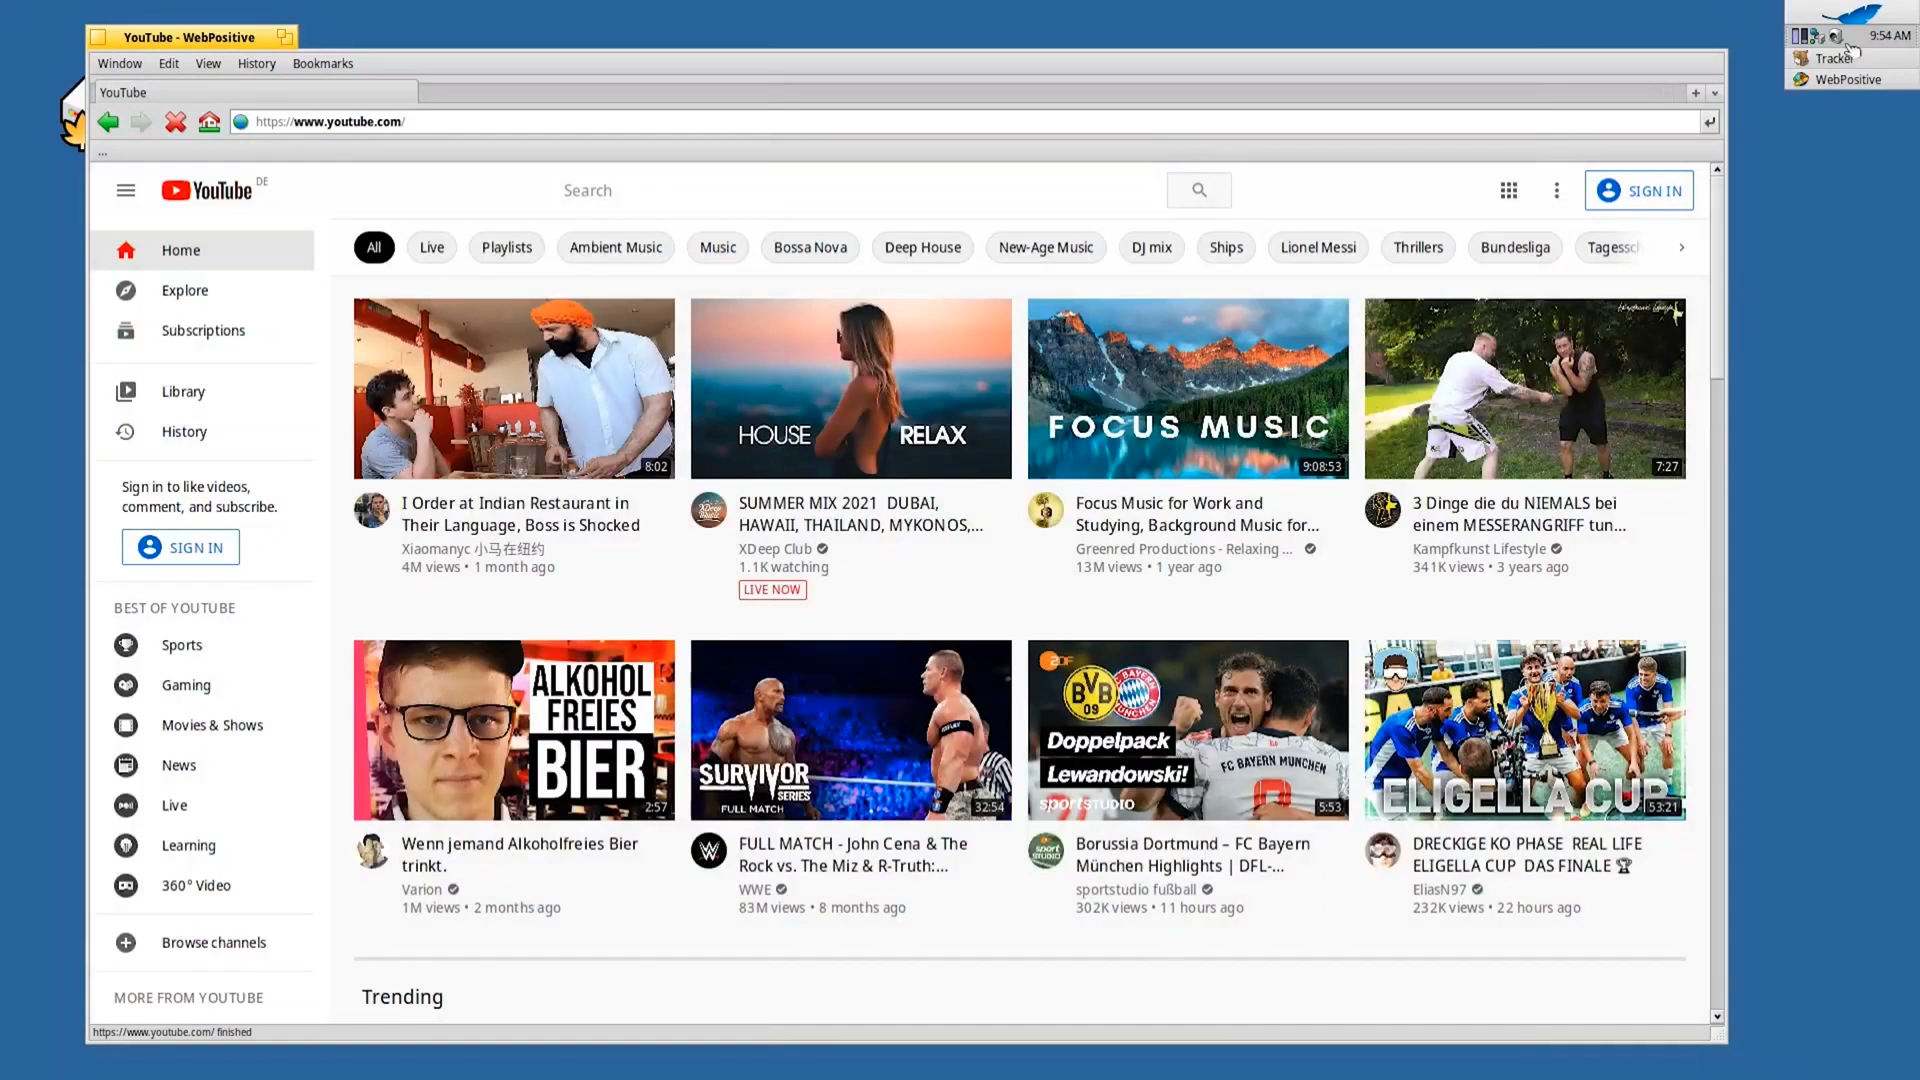 YouTube - WebPositive
9:54 AM
Tracker
WebPositive
Window Edit View History Bookmarks
YouTube
https://www.youtube.com/
...
YouTube DE
Search
SIGN IN
All Live Playlists Ambient Music Music Bossa Nova Deep House New-Age Music DJ mix Ships Lionel Messi Thrillers Bundesliga Tagessch
Home
Explore
Subscriptions
Library
History
Sign in to like videos,
comment, and subscribe.
SIGN IN
BEST OF YOUTUBE
Sports
Gaming
Movies & Shows
News
Live
Learning
360° Video
Browse channels
MORE FROM YOUTUBE
8:02
I Order at Indian Restaurant in
Their Language, Boss is Shocked
Xiaomanyc 小马在纽约
4M views • 1 month ago
HOUSE RELAX
SUMMER MIX 2021 DUBAI,
HAWAII, THAILAND, MYKONOS,...
XDeep Club
1.1K watching
LIVE NOW
FOCUS MUSIC
9:08:53
Focus Music for Work and
Studying, Background Music for...
Greenred Productions - Relaxing ...
13M views • 1 year ago
7:27
3 Dinge die du NIEMALS bei
einem MESSERANGRIFF tun...
Kampfkunst Lifestyle
341K views • 3 years ago
ALKOHOL
FREIES
BIER
2:57
Wenn jemand Alkoholfreies Bier
trinkt.
Varion
1M views • 2 months ago
SURVIVOR
SERIES
FULL MATCH
32:54
FULL MATCH - John Cena & The
Rock vs. The Miz & R-Truth:...
WWE
83M views • 8 months ago
ZDF
BVB
09
BAYERN
MÜNCHEN
Doppelpack
Lewandowski!
sportSTUDIO
FC BAYERN MÜNCHEN
5:53
Borussia Dortmund – FC Bayern
München Highlights | DFL-...
sportstudio fußball
302K views • 11 hours ago
ELIGELLA CUP
53:21
DRECKIGE KO PHASE REAL LIFE
ELIGELLA CUP DAS FINALE 🏆
EliasN97
232K views • 22 hours ago
Trending
https://www.youtube.com/ finished